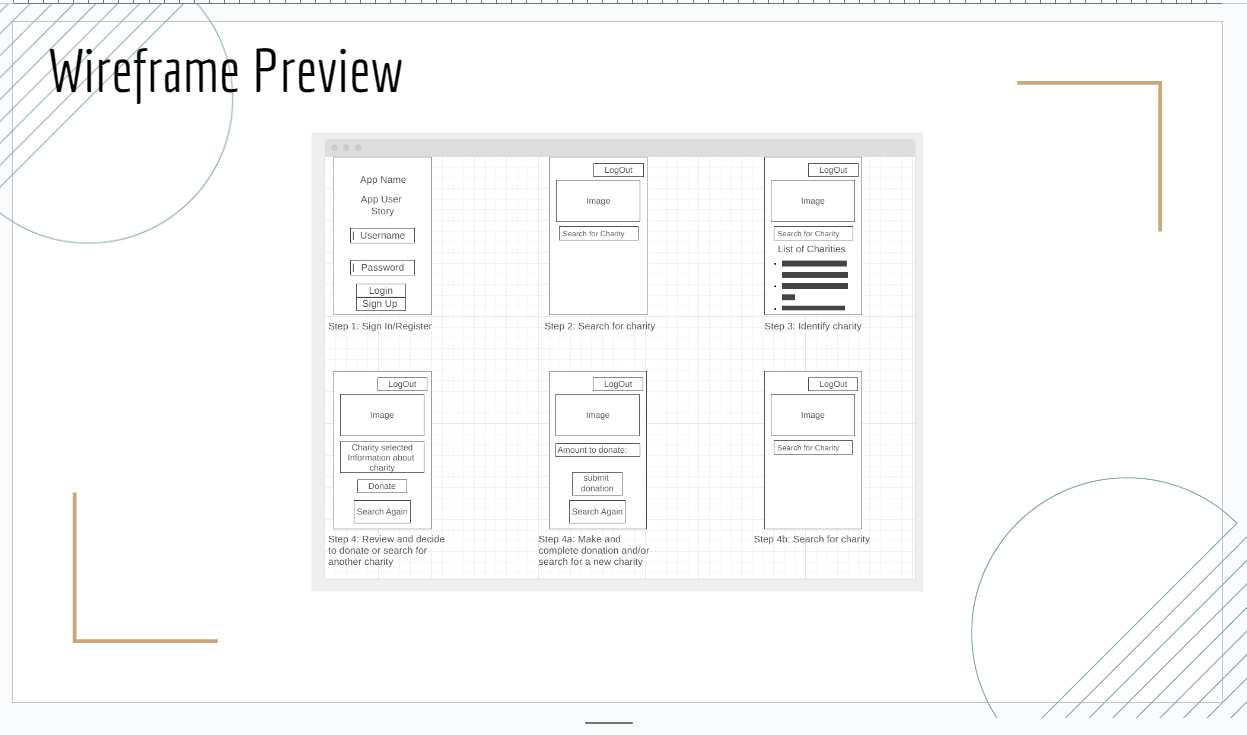 Wireframe Preview
App Name
App User
Story
Username
Password
Login
Sign Up
Step 1: Sign In/Register
LogOut
Image
Search for Charity
Step 2: Search for charity
LogOut
Image
Search for Charity
List of Charities
Step 3: Identify charity
LogOut
Image
Charity selected
Information about
charity
Donate
Search Again
Step 4: Review and decide
to donate or search for
another charity
LogOut
Image
Amount to donate:
submit
donation
Search Again
Step 4a: Make and
complete donation and/or
search for a new charity
LogOut
Image
Search for Charity
Step 4b: Search for charity